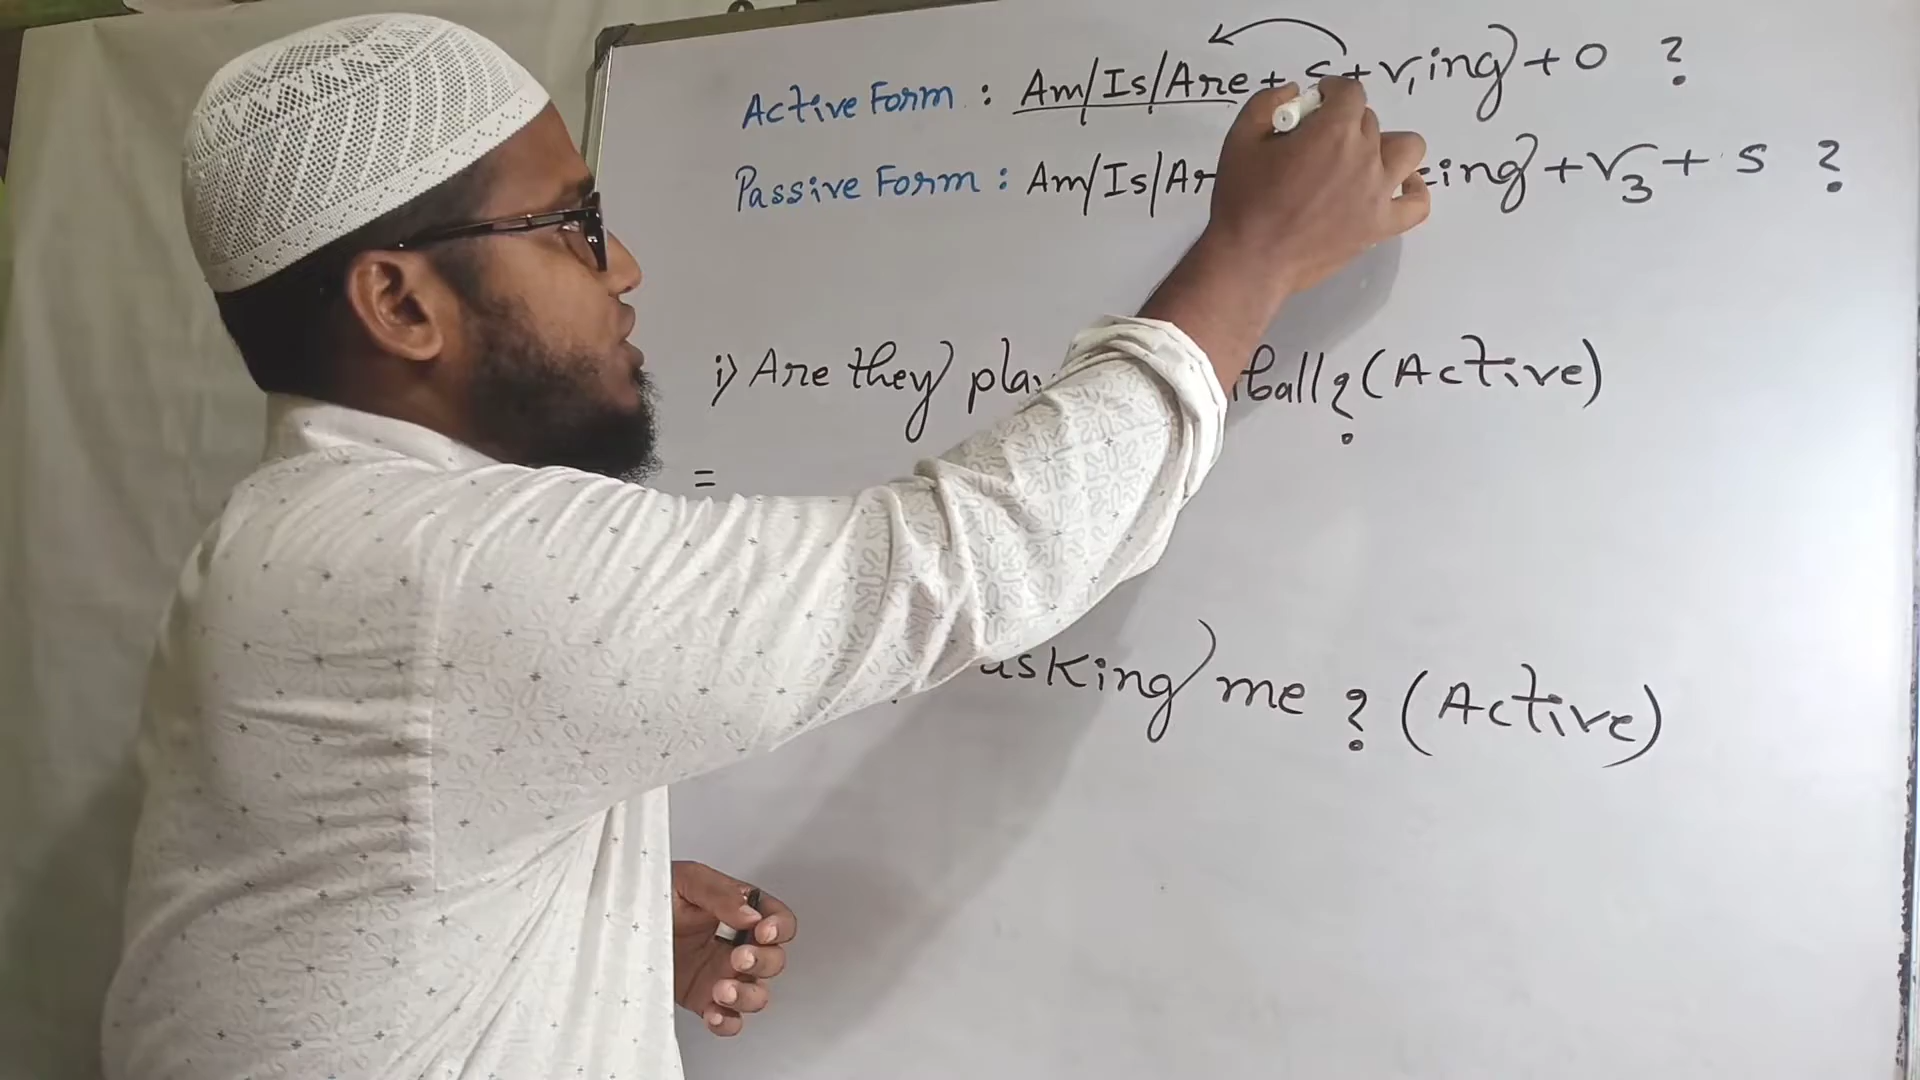 Active Form : Am/Is/Are + S + V1 ing + O ?
Passive Form : Am/Is/Ar ing + V3 + S ?
i) Are they pla ball? (Active)
=
asking me ? (Active)